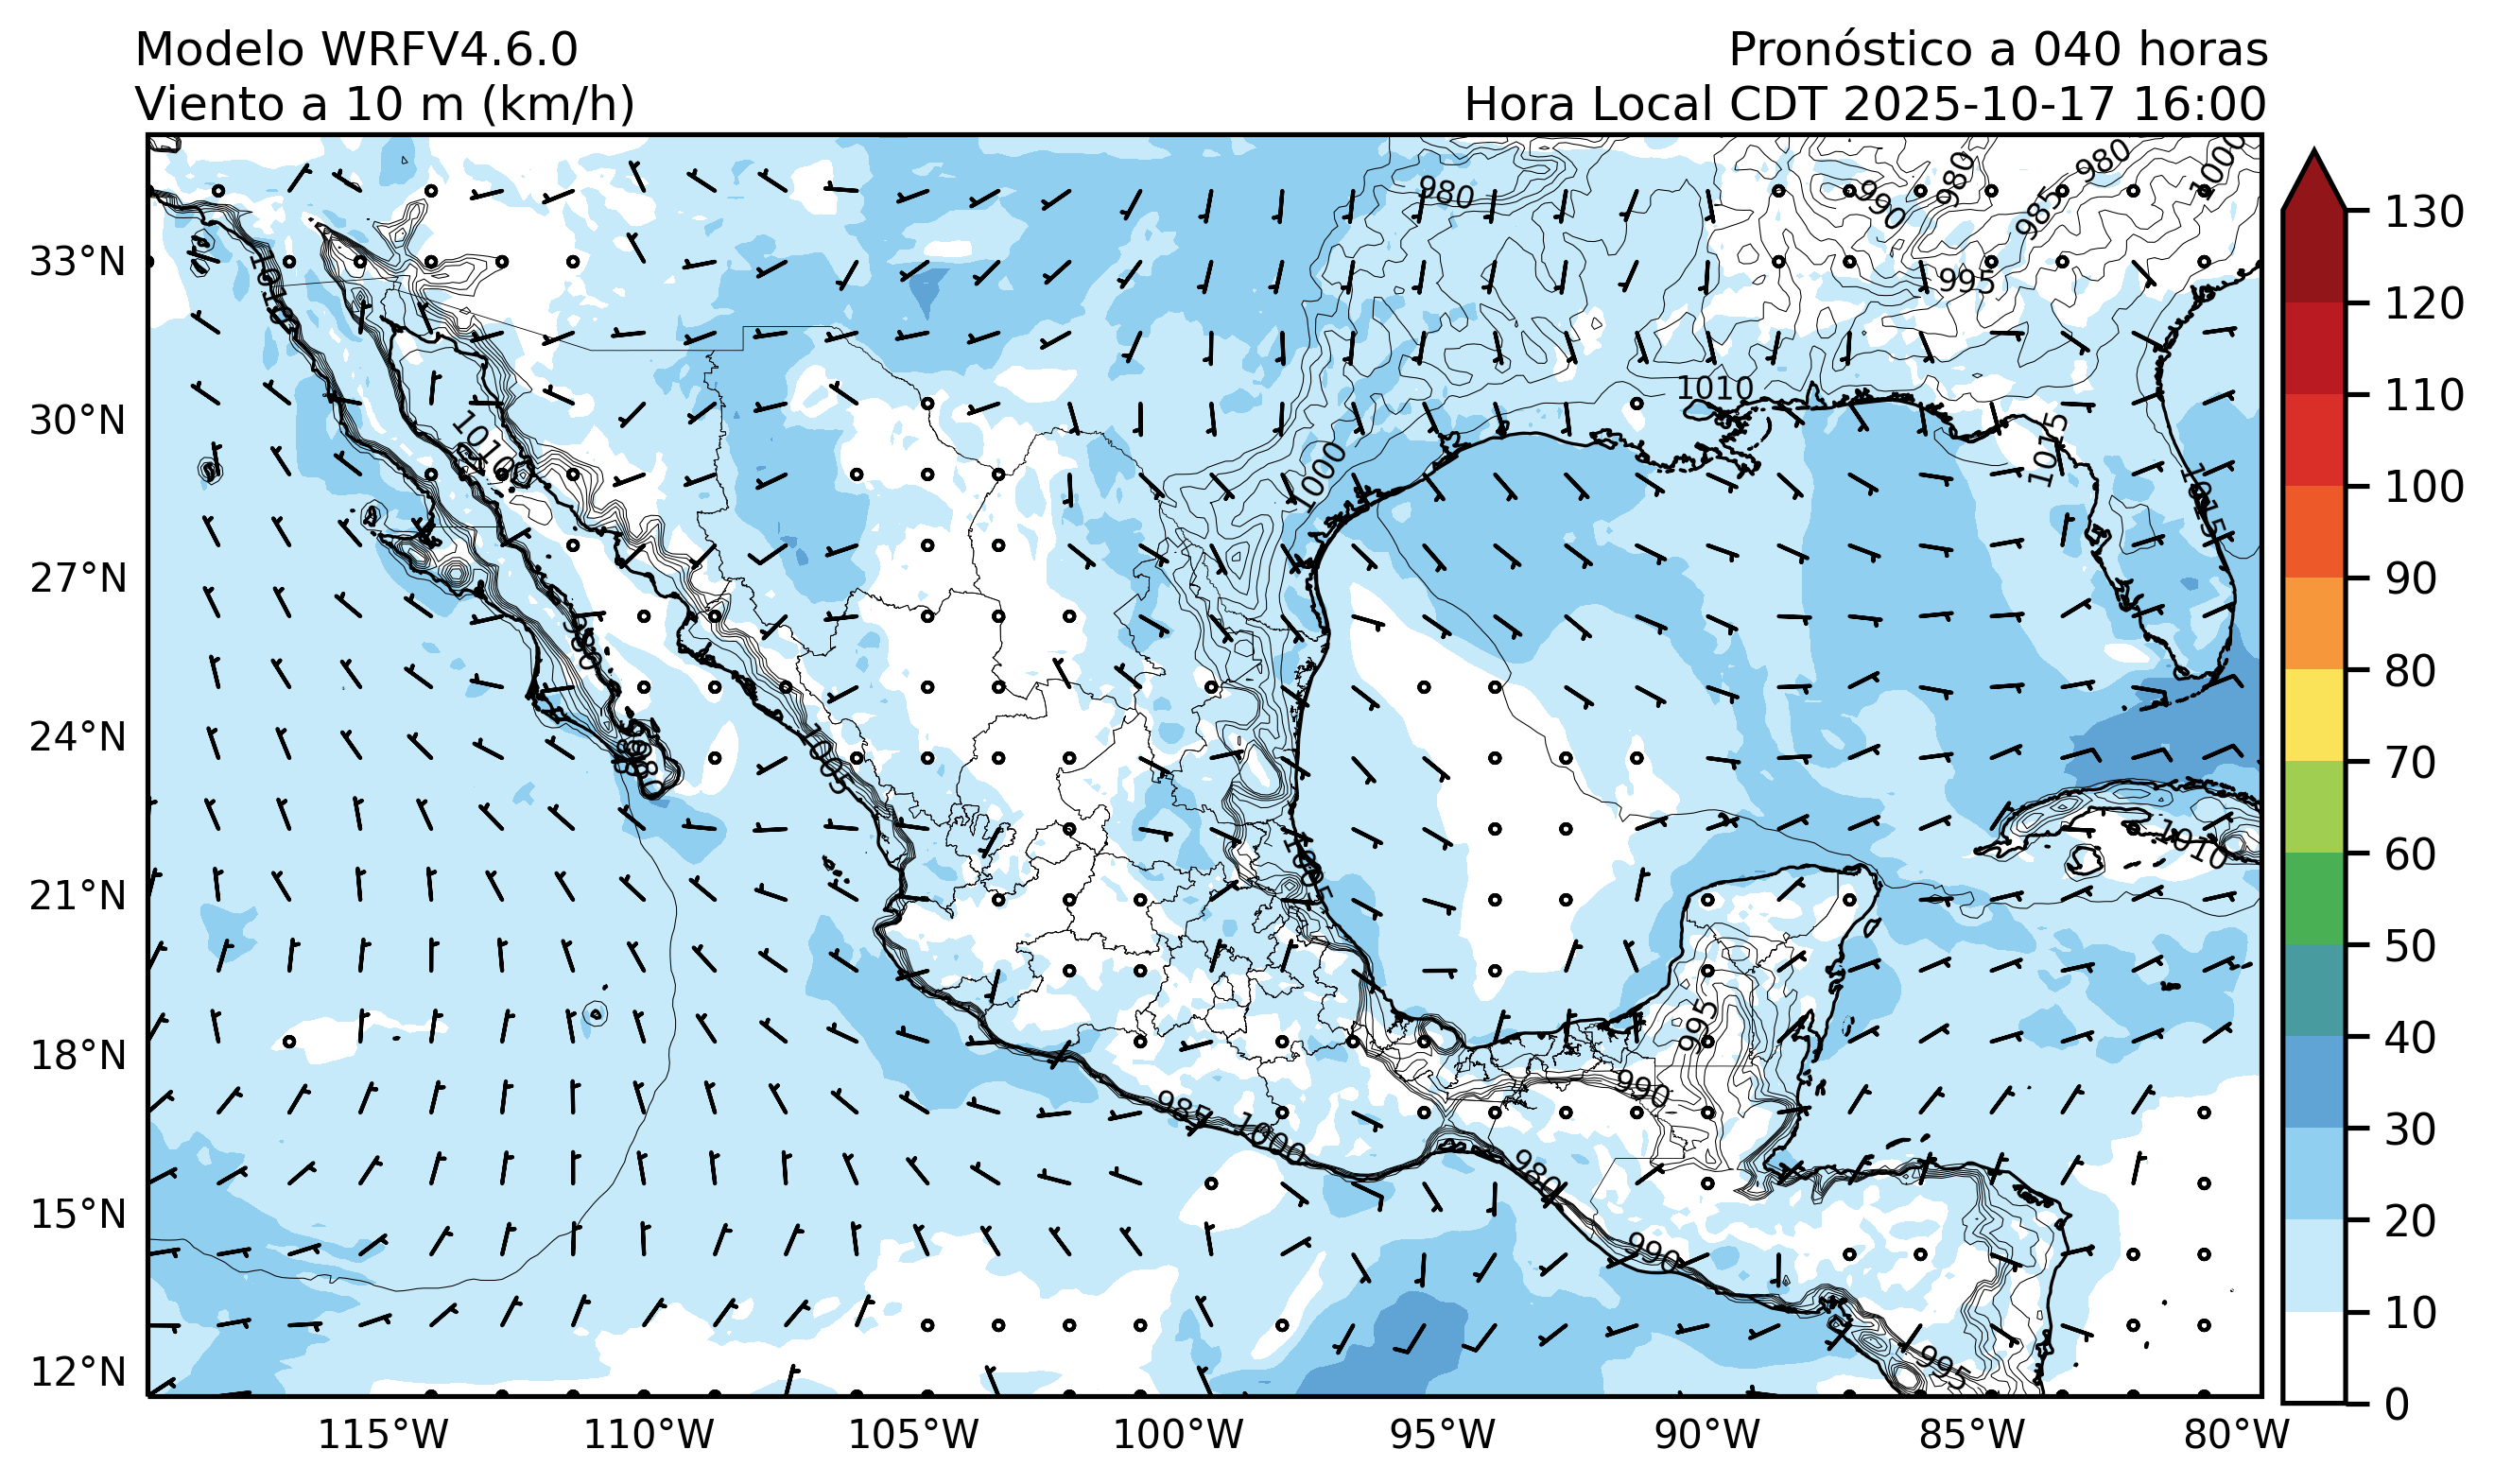 Modelo WRFV4.6.0
Viento a 10 m (km/h)
Pronóstico a 040 horas
Hora Local CDT 2025-10-17 16:00
33°N
30°N
27°N
24°N
21°N
18°N
15°N
12°N
115°W
110°W
105°W
100°W
95°W
90°W
85°W
80°W
130
120
110
100
90
80
70
60
50
40
30
20
10
0
980
990
980
985
980
1000
995
1010
1010
1015
1015
1000
1010
1005
1005
995
990
985
1000
980
990
995